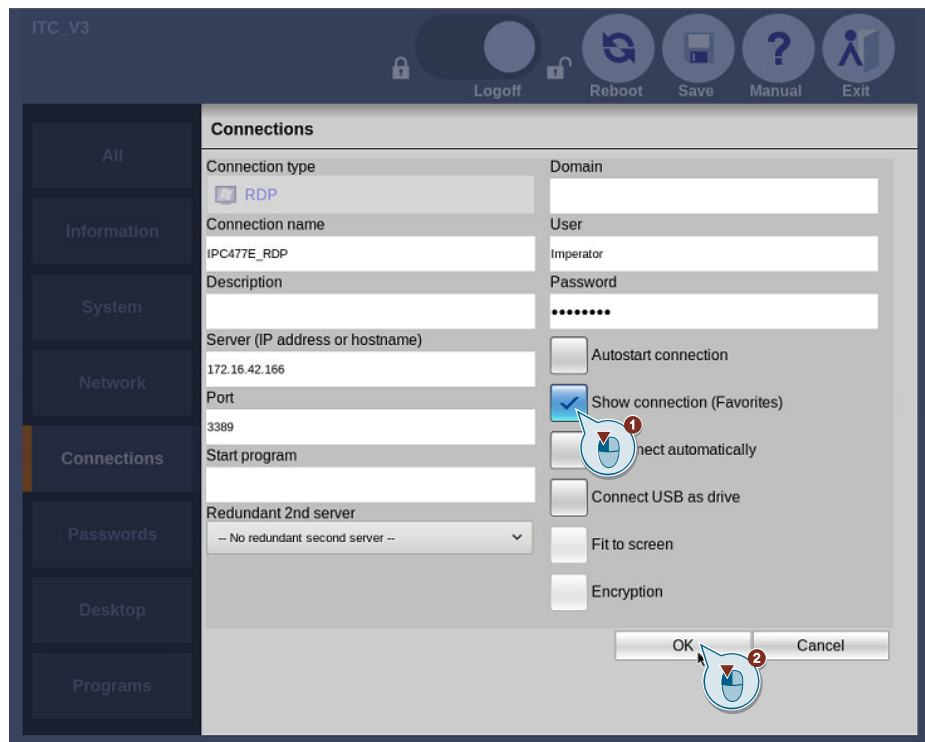 ITC_V3
Logoff
Reboot
Save
?
Manual
Exit
All
Information
System
Network
Connections
Passwords
Desktop
Programs
Connections
Connection type
RDP
Connection name
IPC477E_RDP
Description
Server (IP address or hostname)
172.16.42.166
Port
3389
Start program
Redundant 2nd server
-- No redundant second server --
Domain
User
Imperator
Password
••••••••
Autostart connection
Show connection (Favorites)
1
nect automatically
Connect USB as drive
Fit to screen
Encryption
OK
Cancel
2